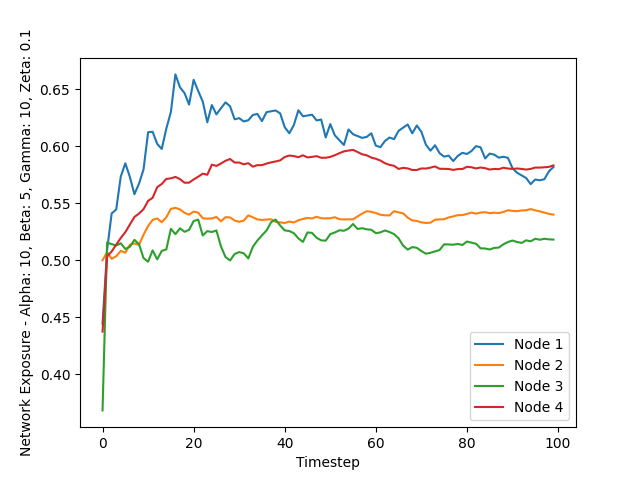 Network Exposure - Alpha: 10, Beta: 5, Gamma: 10, Zeta: 0.1
0.65
0.60
0.55
0.50
0.45
0.40
0 20 40 60 80 100
Timestep
Node 1
Node 2
Node 3
Node 4